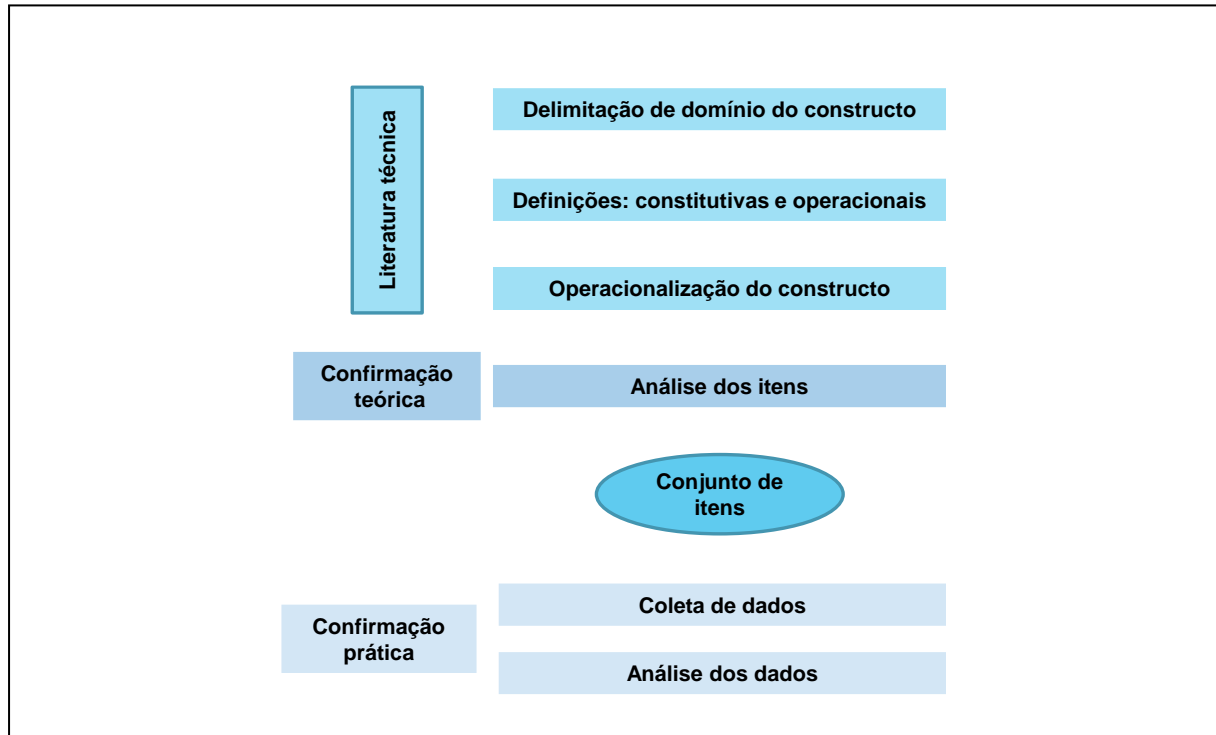 Literatura técnica
Delimitação de domínio do constructo
Definições: constitutivas e operacionais
Operacionalização do constructo
Confirmação
teórica
Análise dos itens
Conjunto de
itens
Confirmação
prática
Coleta de dados
Análise dos dados